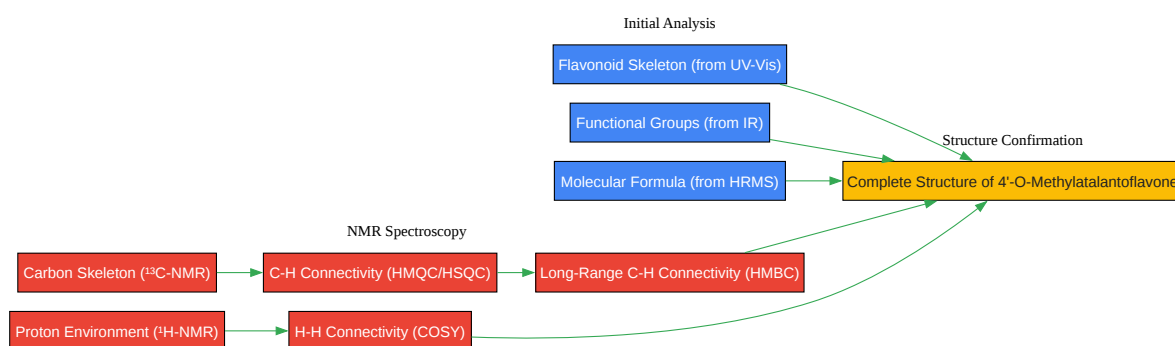 Initial Analysis
Flavonoid Skeleton (from UV-Vis)
Functional Groups (from IR)
Structure Confirmation
Molecular Formula (from HRMS)
Complete Structure of 4'-O-Methylatalantoflavone
NMR Spectroscopy
Carbon Skeleton (¹³C-NMR)
C-H Connectivity (HMQC/HSQC)
Long-Range C-H Connectivity (HMBC)
Proton Environment (¹H-NMR)
H-H Connectivity (COSY)